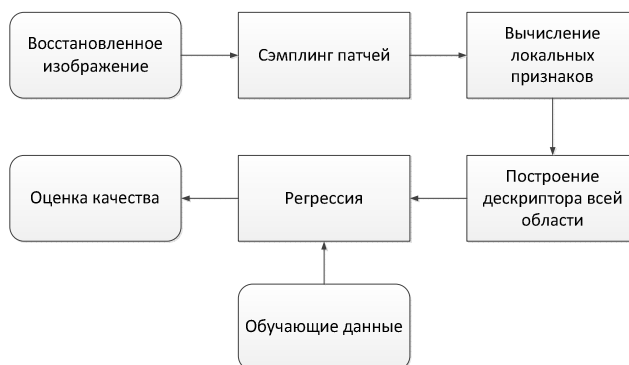 Восстановленное
изображение
Сэмплинг патчей
Вычисление
локальных
признаков
Построение
дескриптора всей
области
Регрессия
Оценка качества
Обучающие данные